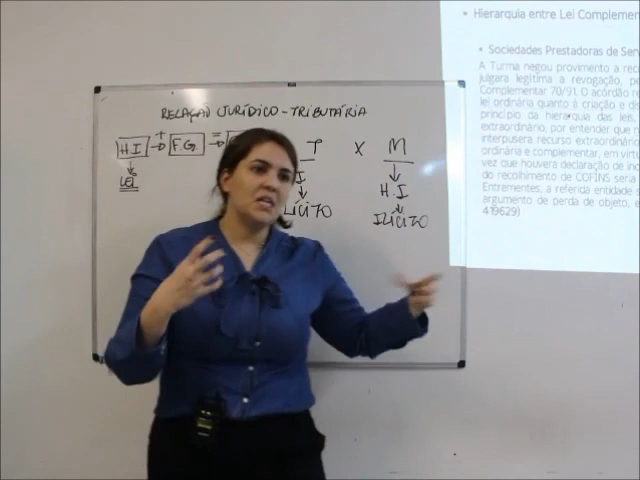 RELAÇÃO JURÍDICO-TRIBUTÁRIA
H.I + → F.G. = →
T X M
↓
LEI
I ↓
↓ H.I
LÍCITO ↓
ILÍCITO
• Hierarquia entre Lei Complemen
• Sociedades Prestadoras de Ser
A Turma negou provimento a rec
julgara legítima a revogação, pe
Complementar 70/91. O acórdão re
lei ordinária quanto à criação e d
princípio da hierarquia das leis,
extraordinário, por entender que
interpusera recurso extraordinário
ordinária e complementar, em virtu
vez que houvera declaração de inc
do recolhimento de COFINS seria
Entrementes, a referida entidade
argumento de perda de objeto, e
419629)